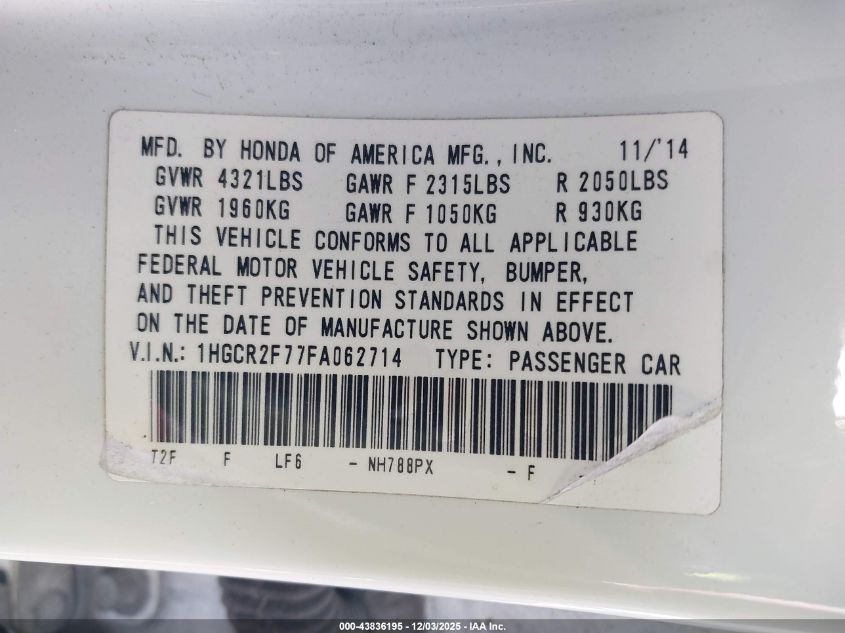 MFD. BY HONDA OF AMERICA MFG., INC. 11/'14
GVWR 4321LBS GAWR F 2315LBS R 2050LBS
GVWR 1960KG GAWR F 1050KG R 930KG
THIS VEHICLE CONFORMS TO ALL APPLICABLE
FEDERAL MOTOR VEHICLE SAFETY, BUMPER,
AND THEFT PREVENTION STANDARDS IN EFFECT
ON THE DATE OF MANUFACTURE SHOWN ABOVE.
V.I.N.: 1HGCR2F77FA062714 TYPE: PASSENGER CAR
T2F F LF6 - NH788PX - F
000-43836195 - 12/03/2025 - IAA Inc.